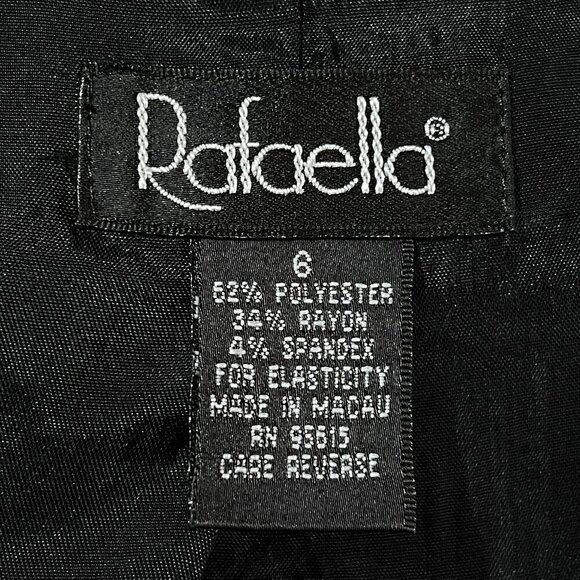 Rafaella®
6
62% POLYESTER
34% RAYON
4% SPANDEX
FOR ELASTICITY
MADE IN MACAU
RN 96615
CARE REVERSE